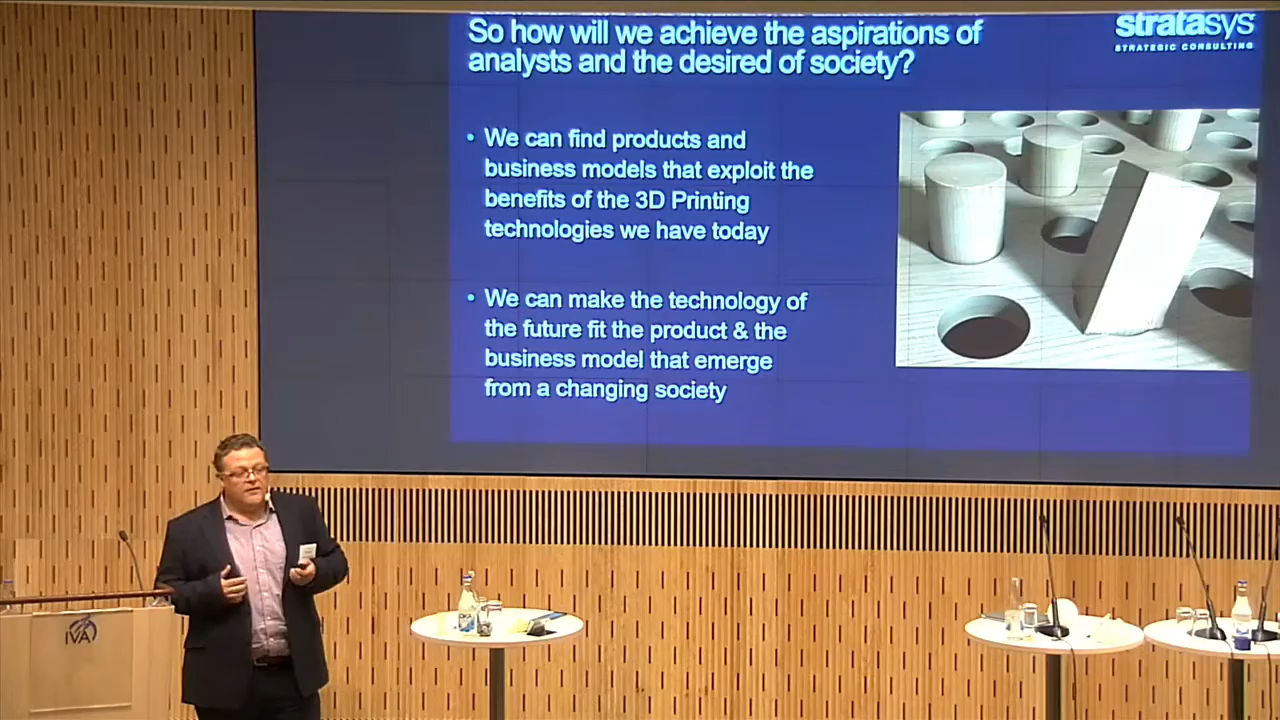 So how will we achieve the aspirations of
analysts and the desired of society?
stratasys
STRATEGIC CONSULTING
• We can find products and
business models that exploit the
benefits of the 3D Printing
technologies we have today
• We can make the technology of
the future fit the product & the
business model that emerge
from a changing society
IVA